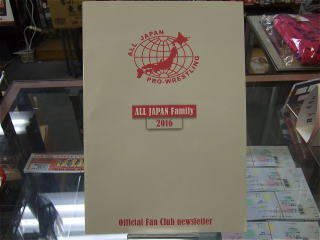 ALL JAPAN
PRO-WRESTLING
ALL JAPAN Family
2016
Official Fan Club newsletter